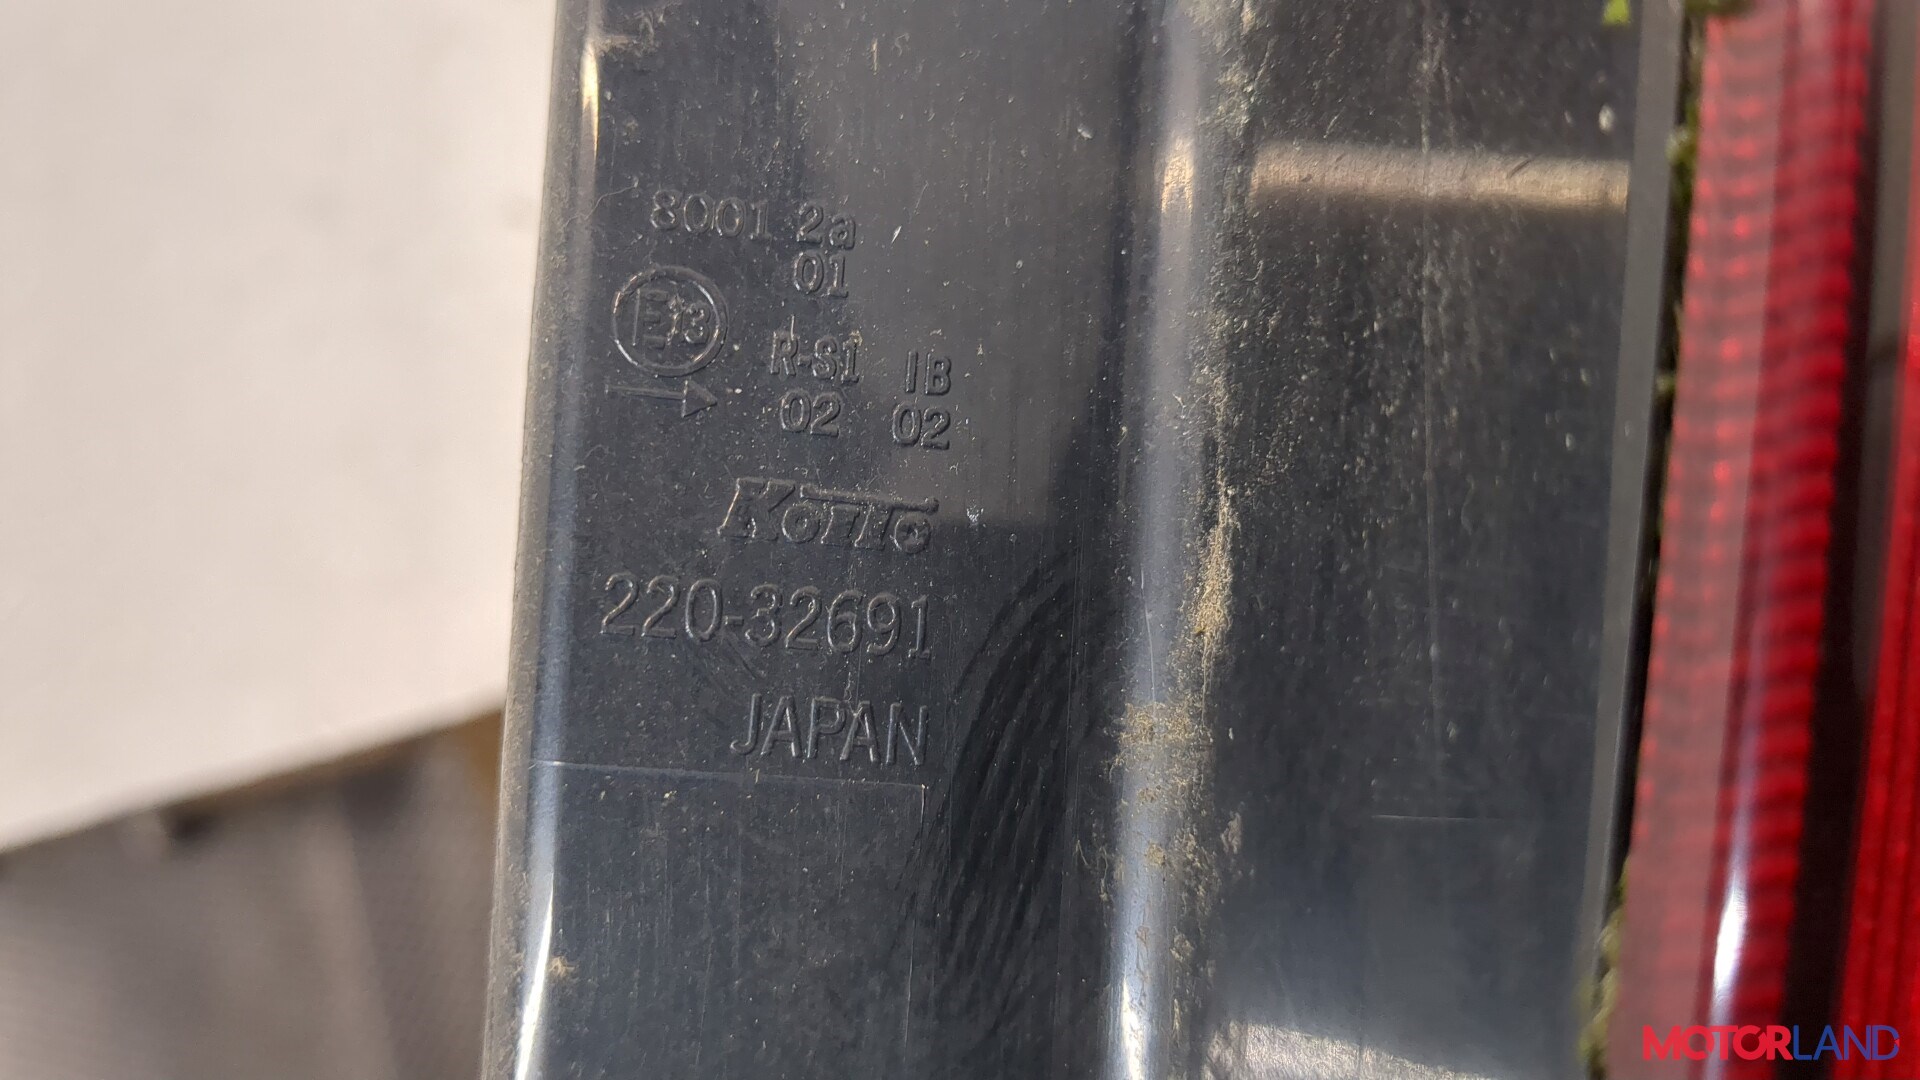 8001 2a
01
E13
R-S1 IB
02 02
KOITO
220-32691
JAPAN
MOTORLAND